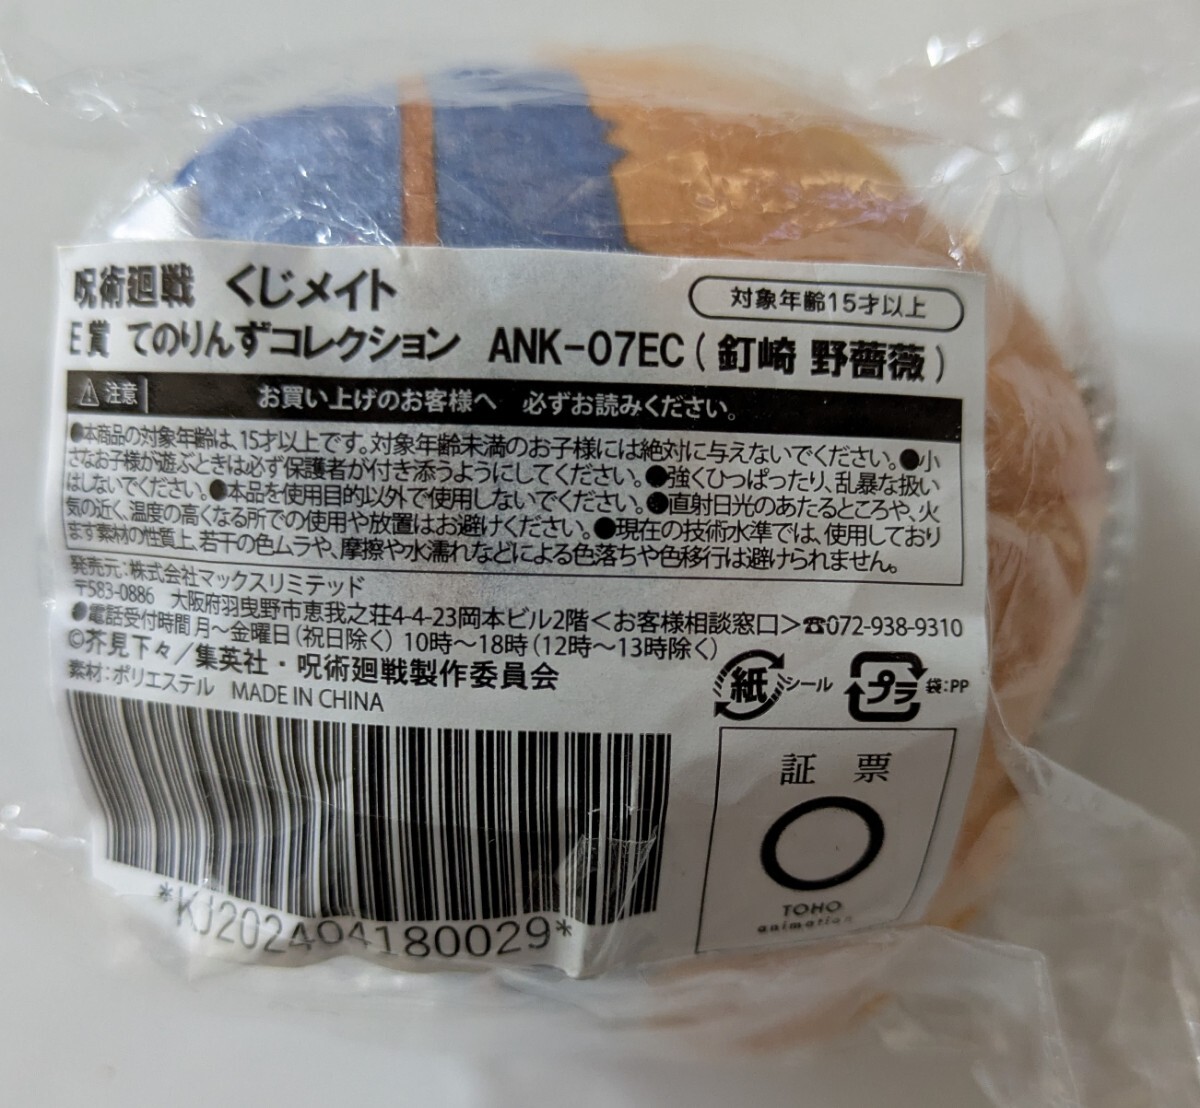 呪術廻戦 くじメイト
対象年齢15才以上
E賞 てのりんずコレクション ANK-07EC(釘崎 野薔薇)
⚠注意 お買い上げのお客様へ 必ずお読みください。
●本商品の対象年齢は、15才以上です。対象年齢未満のお子様には絶対に与えないでください。●小
さなお子様が遊ぶときは必ず保護者が付き添うようにしてください。●強くひっぱったり、乱暴な扱い
はしないでください。●本品を使用目的以外で使用しないでください。●直射日光のあたるところや、火
気の近く、温度の高くなる所での使用や放置はお避けください。●現在の技術水準では、使用しており
ます素材の性質上、若干の色ムラや、摩擦や水濡れなどによる色落ちや色移行は避けられません。
発売元:株式会社マックスリミテッド
〒583-0886 大阪府羽曳野市恵我之荘4-4-23岡本ビル2階<お客様相談窓口>☎072-938-9310
●電話受付時間 月〜金曜日(祝日除く) 10時〜18時(12時〜13時除く)
©芥見下々/集英社・呪術廻戦製作委員会
素材:ポリエステル MADE IN CHINA
紙 シール
プラ 袋:PP
証 票
TOHO
animation
*KJ202404180029*